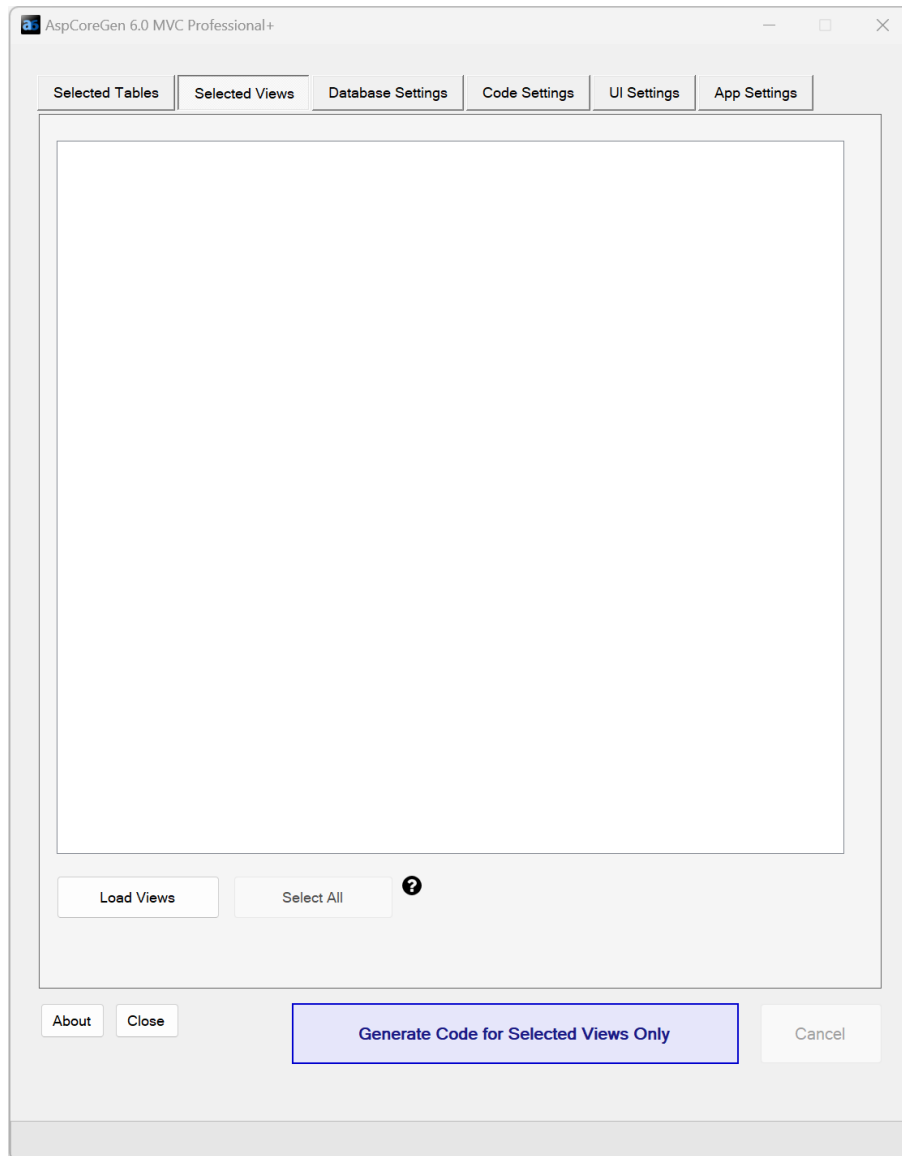 a5 AspCoreGen 6.0 MVC Professional+
Selected Tables Selected Views Database Settings Code Settings UI Settings App Settings
Load Views Select All ?
About Close Generate Code for Selected Views Only Cancel